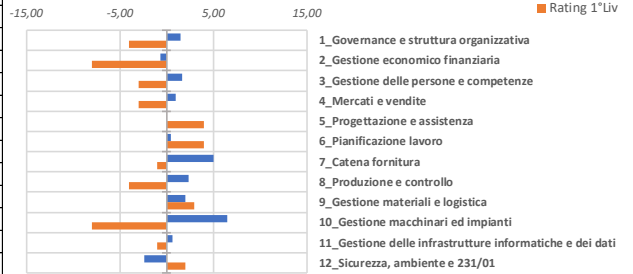 -15,00 -5,00 5,00 15,00
Rating 1°Liv
1_Governance e struttura organizzativa
2_Gestione economico finanziaria
3_Gestione delle persone e competenze
4_Mercati e vendite
5_Progettazione e assistenza
6_Pianificazione lavoro
7_Catena fornitura
8_Produzione e controllo
9_Gestione materiali e logistica
10_Gestione macchinari ed impianti
11_Gestione delle infrastrutture informatiche e dei dati
12_Sicurezza, ambiente e 231/01